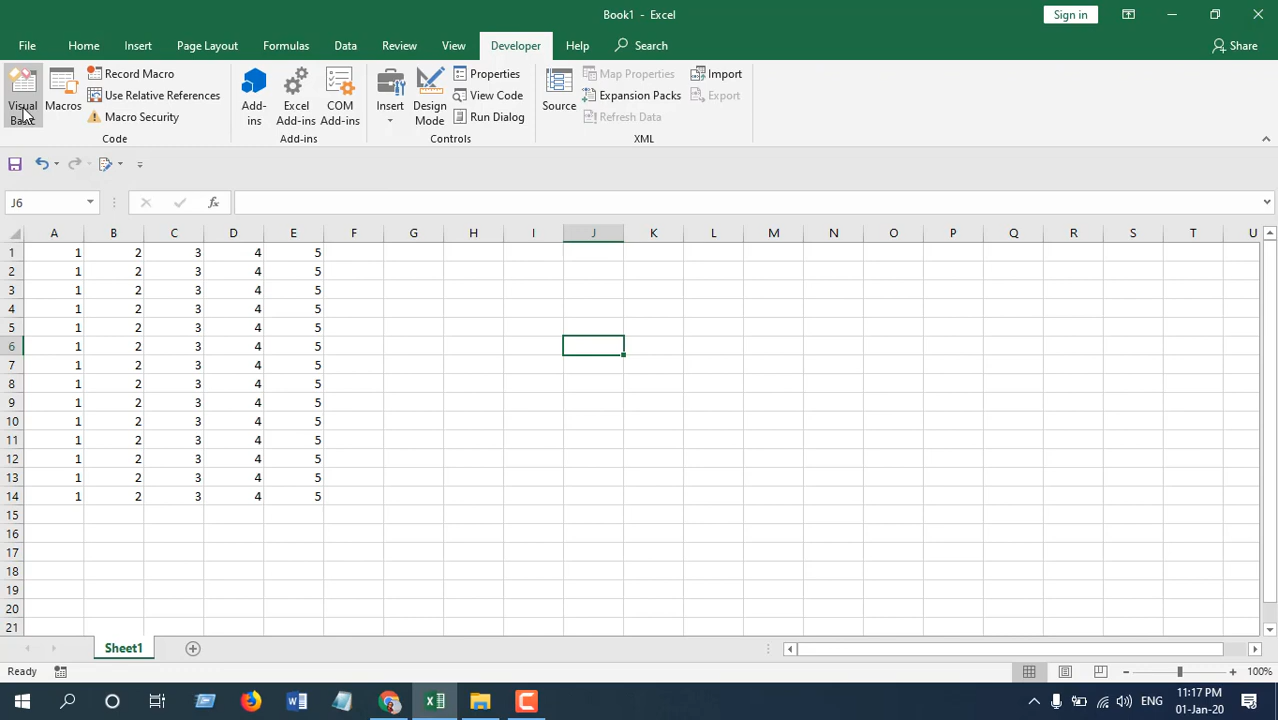 Book1 - Excel
Sign in
File Home Insert Page Layout Formulas Data Review View Developer Help Search Share
Visual Basic
Macros
Record Macro
Use Relative References
Macro Security
Code
Add-ins
Excel Add-ins
COM Add-ins
Add-ins
Insert
Design Mode
Properties
View Code
Run Dialog
Controls
Source
Map Properties
Expansion Packs
Refresh Data
Import
Export
XML
J6 fx
A B C D E F G H I J K L M N O P Q R S T U
1 1 2 3 4 5
2 1 2 3 4 5
3 1 2 3 4 5
4 1 2 3 4 5
5 1 2 3 4 5
6 1 2 3 4 5
7 1 2 3 4 5
8 1 2 3 4 5
9 1 2 3 4 5
10 1 2 3 4 5
11 1 2 3 4 5
12 1 2 3 4 5
13 1 2 3 4 5
14 1 2 3 4 5
15
16
17
18
19
20
21
Sheet1
Ready 100%
ENG 11:17 PM
01-Jan-20